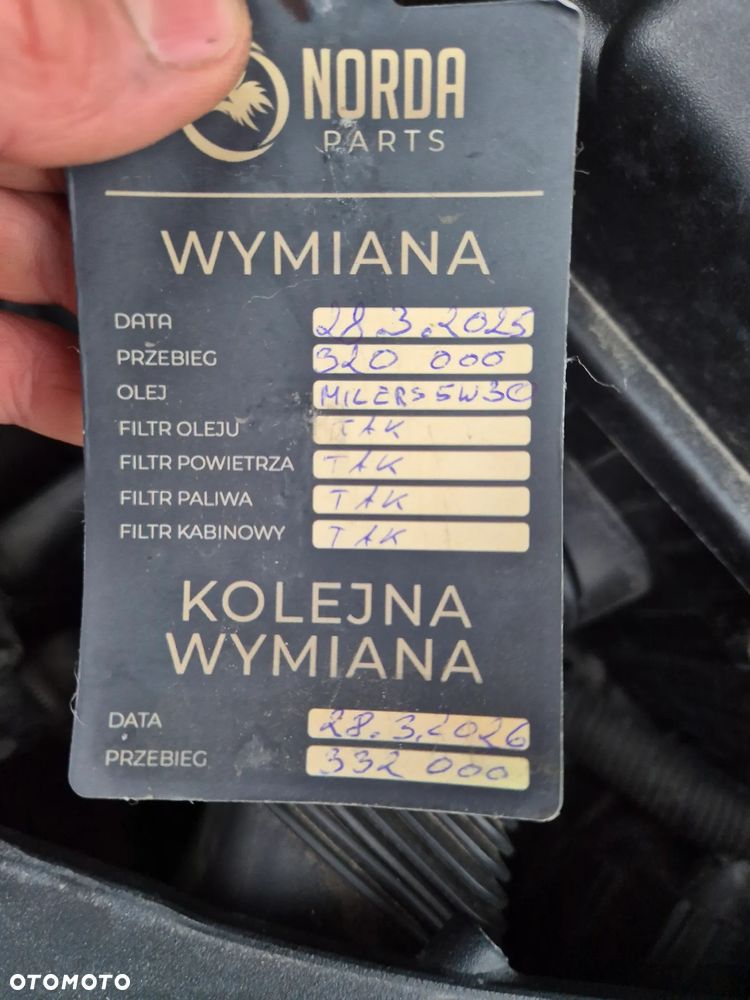 NORDA
PARTS
WYMIANA
DATA 28.3.2025
PRZEBIEG 320 000
OLEJ MILERS 5W30
FILTR OLEJU TAK
FILTR POWIETRZA TAK
FILTR PALIWA TAK
FILTR KABINOWY TAK
KOLEJNA
WYMIANA
DATA 28.3.2026
PRZEBIEG 332 000
OTOMOTO